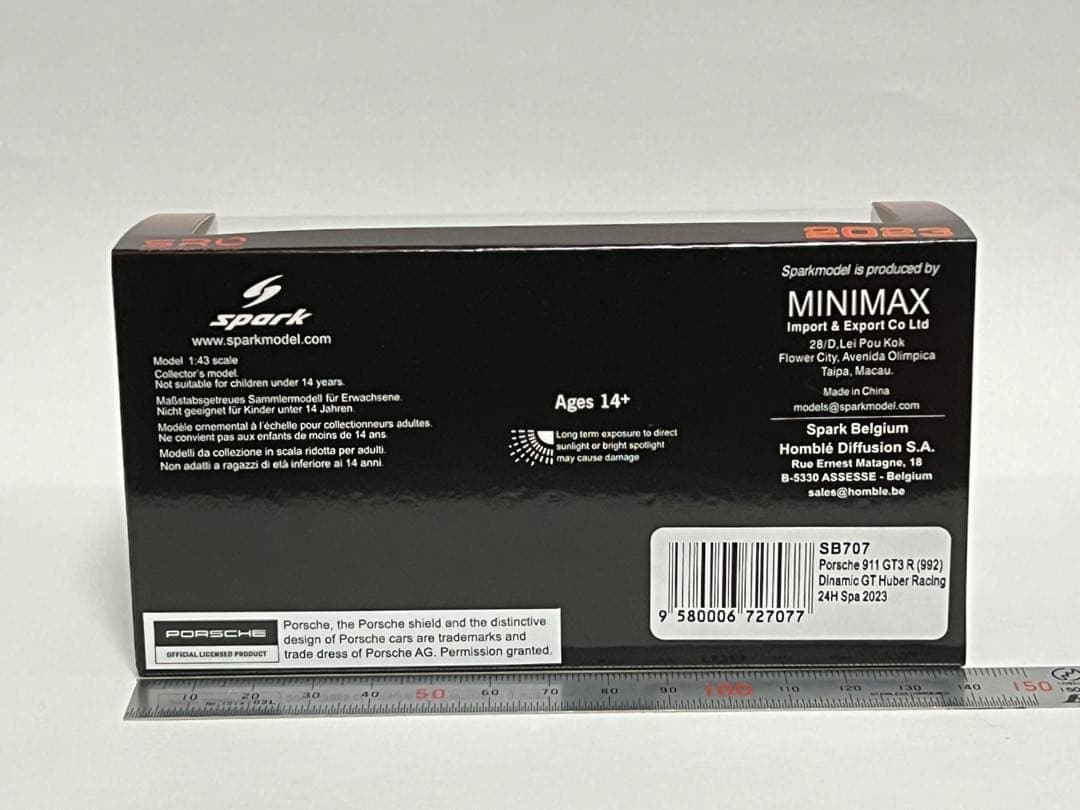 SRO
2023
spark
www.sparkmodel.com
Model 1:43 scale
Collector's model.
Not suitable for children under 14 years.
Maßstabsgetreues Sammlermodell für Erwachsene.
Nicht geeignet für Kinder unter 14 Jahren.
Modèle ornemental à l'échelle pour collectionneurs adultes.
Ne convient pas aux enfants de moins de 14 ans.
Modelli da collezione in scala ridotta per adulti.
Non adatti a ragazzi di età inferiore ai 14 anni.
Ages 14+
Long term exposure to direct
sunlight or bright spotlight
may cause damage
Sparkmodel is produced by
MINIMAX
Import & Export Co Ltd
28/D,Lei Pou Kok
Flower City, Avenida Olimpica
Taipa, Macau.
Made in China
models@sparkmodel.com
Spark Belgium
Homblé Diffusion S.A.
Rue Ernest Matagne, 18
B-5330 ASSESSE - Belgium
sales@homble.be
SB707
Porsche 911 GT3 R (992)
Dinamic GT Huber Racing
24H Spa 2023
9 580006 727077
PORSCHE
OFFICIAL LICENSED PRODUCT
Porsche, the Porsche shield and the distinctive
design of Porsche cars are trademarks and
trade dress of Porsche AG. Permission granted.
10 20 30 40 50 60 70 80 90 100 110 120 130 140 150